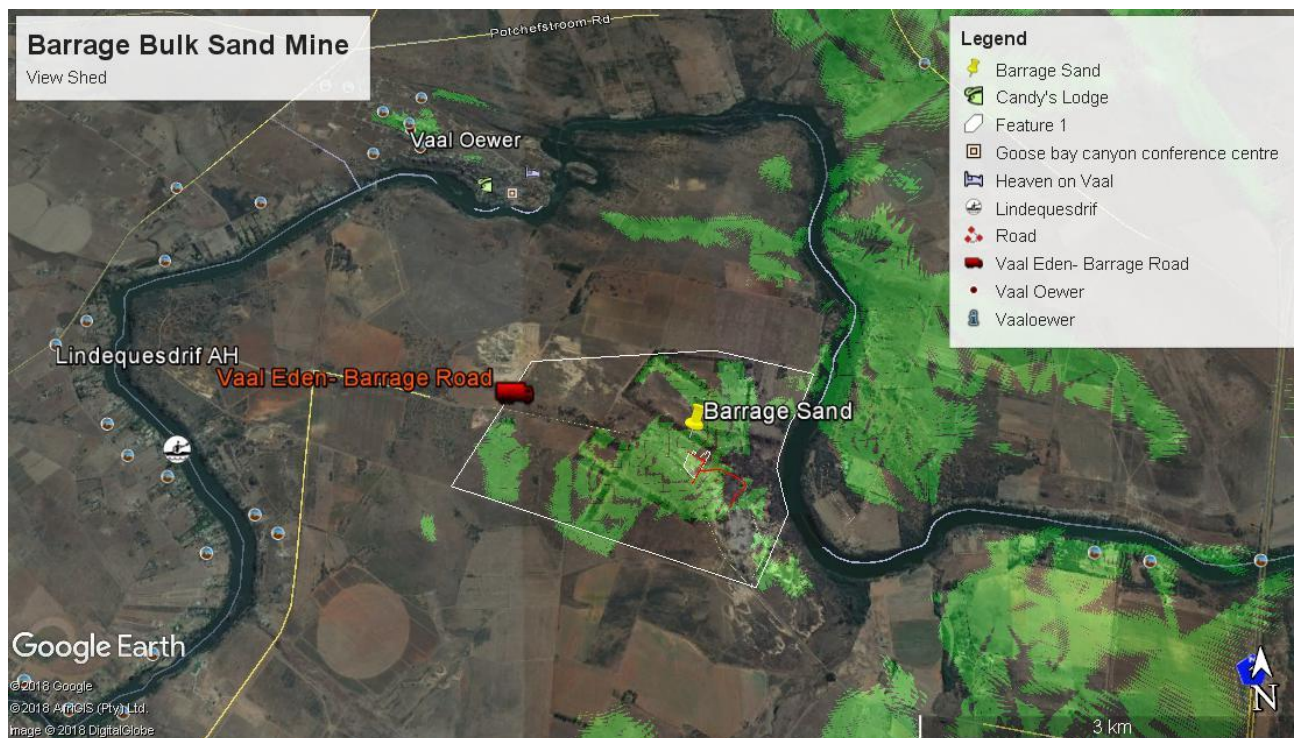 Barrage Bulk Sand Mine
View Shed
Potchefstroom Rd
Legend
Barrage Sand
Candy's Lodge
Feature 1
Goose bay canyon conference centre
Heaven on Vaal
Lindequesdrif
Road
Vaal Eden- Barrage Road
Vaal Oewer
Vaaloewer
Vaal Oewer
Lindequesdrif AH
Vaal Eden- Barrage Road
Barrage Sand
Google Earth
©2018 Google
©2018 AfriGIS (Pty) Ltd.
Image © 2018 DigitalGlobe
N
3 km